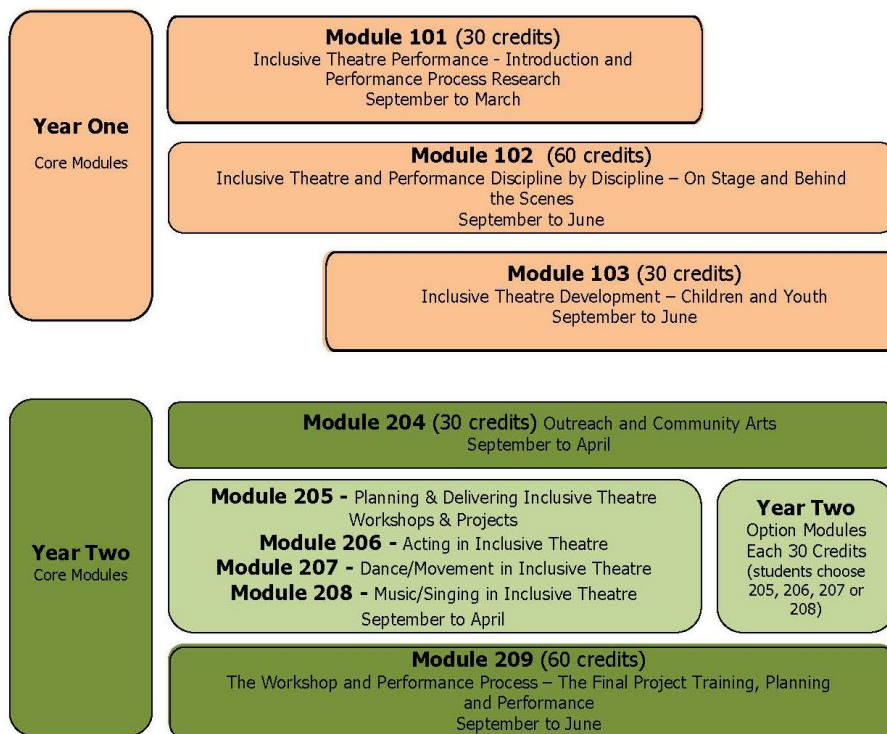 Year One
Core Modules
Module 101 (30 credits)
Inclusive Theatre Performance - Introduction and
Performance Process Research
September to March
Module 102 (60 credits)
Inclusive Theatre and Performance Discipline by Discipline – On Stage and Behind
the Scenes
September to June
Module 103 (30 credits)
Inclusive Theatre Development – Children and Youth
September to June
Year Two
Core Modules
Module 204 (30 credits) Outreach and Community Arts
September to April
Module 205 - Planning & Delivering Inclusive Theatre
Workshops & Projects
Module 206 - Acting in Inclusive Theatre
Module 207 - Dance/Movement in Inclusive Theatre
Module 208 - Music/Singing in Inclusive Theatre
September to April
Year Two
Option Modules
Each 30 Credits
(students choose
205, 206, 207 or
208)
Module 209 (60 credits)
The Workshop and Performance Process – The Final Project Training, Planning
and Performance
September to June